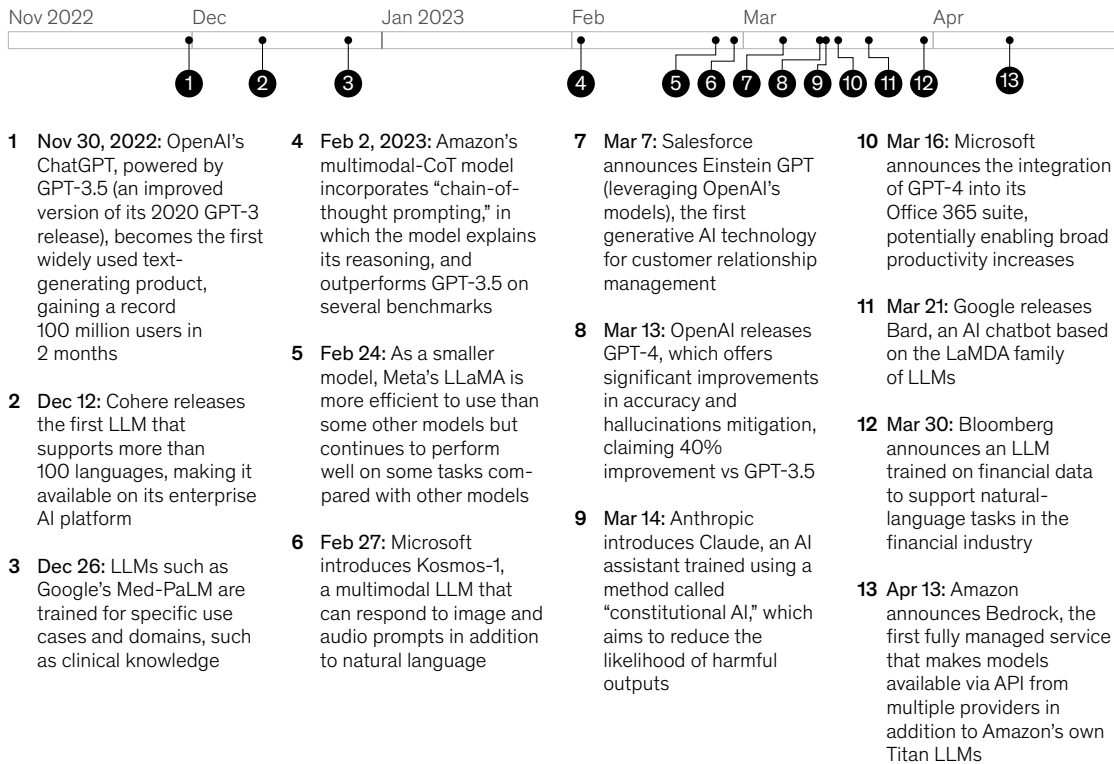 Nov 2022 Dec Jan 2023 Feb Mar Apr
1 2 3 4 5 6 7 8 9 10 11 12 13
1 Nov 30, 2022: OpenAI's
ChatGPT, powered by
GPT-3.5 (an improved
version of its 2020 GPT-3
release), becomes the first
widely used text-
generating product,
gaining a record
100 million users in
2 months
2 Dec 12: Cohere releases
the first LLM that
supports more than
100 languages, making it
available on its enterprise
AI platform
3 Dec 26: LLMs such as
Google's Med-PaLM are
trained for specific use
cases and domains, such
as clinical knowledge
4 Feb 2, 2023: Amazon's
multimodal-CoT model
incorporates “chain-of-
thought prompting,” in
which the model explains
its reasoning, and
outperforms GPT-3.5 on
several benchmarks
5 Feb 24: As a smaller
model, Meta's LLaMA is
more efficient to use than
some other models but
continues to perform
well on some tasks com-
pared with other models
6 Feb 27: Microsoft
introduces Kosmos-1,
a multimodal LLM that
can respond to image and
audio prompts in addition
to natural language
7 Mar 7: Salesforce
announces Einstein GPT
(leveraging OpenAI's
models), the first
generative AI technology
for customer relationship
management
8 Mar 13: OpenAI releases
GPT-4, which offers
significant improvements
in accuracy and
hallucinations mitigation,
claiming 40%
improvement vs GPT-3.5
9 Mar 14: Anthropic
introduces Claude, an AI
assistant trained using a
method called
“constitutional AI,” which
aims to reduce the
likelihood of harmful
outputs
10 Mar 16: Microsoft
announces the integration
of GPT-4 into its
Office 365 suite,
potentially enabling broad
productivity increases
11 Mar 21: Google releases
Bard, an AI chatbot based
on the LaMDA family
of LLMs
12 Mar 30: Bloomberg
announces an LLM
trained on financial data
to support natural-
language tasks in the
financial industry
13 Apr 13: Amazon
announces Bedrock, the
first fully managed service
that makes models
available via API from
multiple providers in
addition to Amazon's own
Titan LLMs